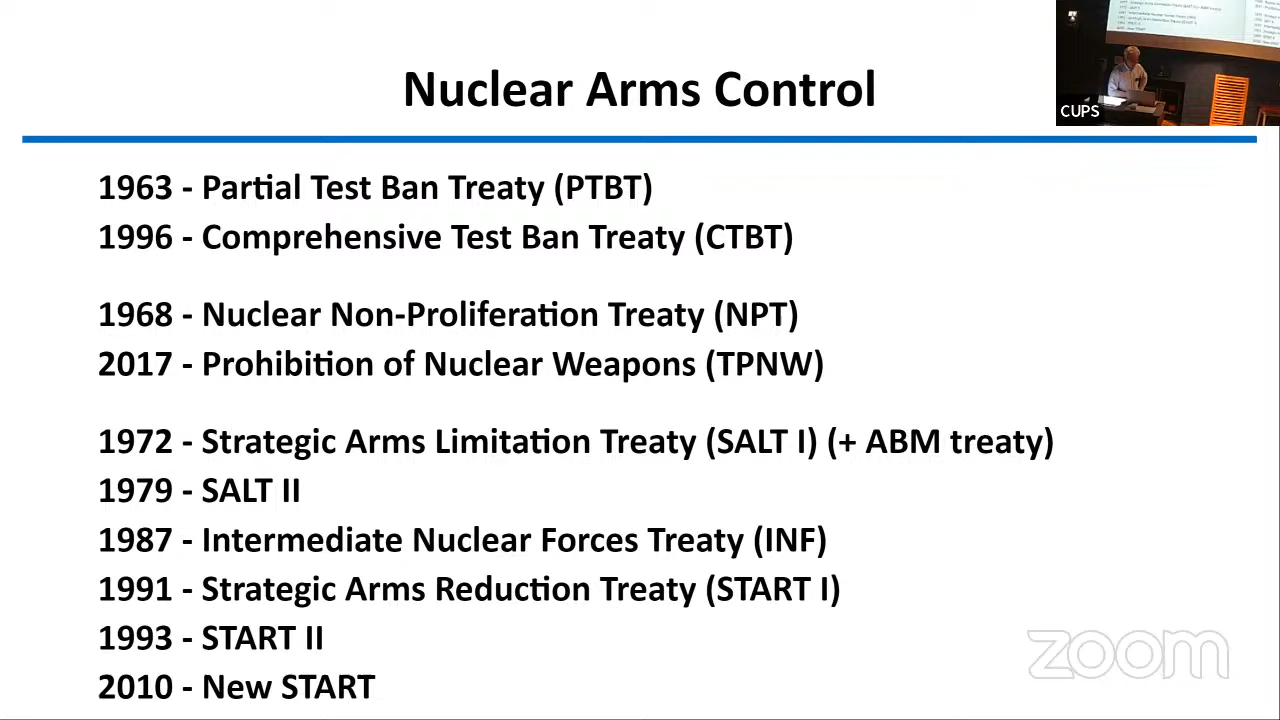 Nuclear Arms Control
CUPS
1963 - Partial Test Ban Treaty (PTBT)
1996 - Comprehensive Test Ban Treaty (CTBT)
1968 - Nuclear Non-Proliferation Treaty (NPT)
2017 - Prohibition of Nuclear Weapons (TPNW)
1972 - Strategic Arms Limitation Treaty (SALT I) (+ ABM treaty)
1979 - SALT II
1987 - Intermediate Nuclear Forces Treaty (INF)
1991 - Strategic Arms Reduction Treaty (START I)
1993 - START II
2010 - New START
zoom